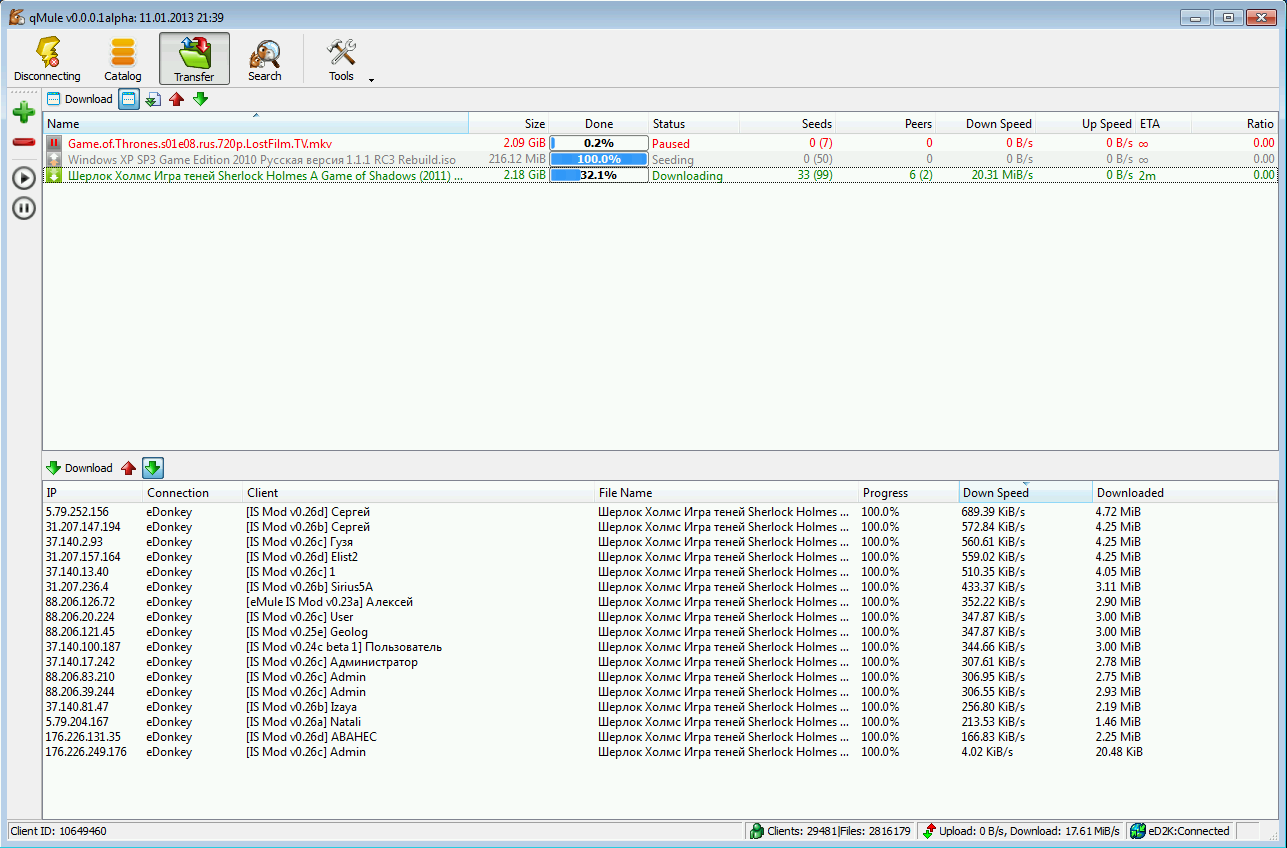 qMule v0.0.0.1alpha: 11.01.2013 21:39
Disconnecting Catalog Transfer Search Tools
Download
Name Size Done Status Seeds Peers Down Speed Up Speed ETA Ratio
Game.of.Thrones.s01e08.rus.720p.LostFilm.TV.mkv 2.09 GiB 0.2% Paused 0 (7) 0 0 B/s 0 B/s ∞ 0.00
Windows XP SP3 Game Edition 2010 Русская версия 1.1.1 RC3 Rebuild.iso 216.12 MiB 100.0% Seeding 0 (50) 0 0 B/s 0 B/s ∞ 0.00
Шерлок Холмс Игра теней Sherlock Holmes A Game of Shadows (2011) ... 2.18 GiB 32.1% Downloading 33 (99) 6 (2) 20.31 MiB/s 0 B/s 2m 0.00
Download
IP Connection Client File Name Progress Down Speed Downloaded
5.79.252.156 eDonkey [IS Mod v0.26d] Сергей Шерлок Холмс Игра теней Sherlock Holmes ... 100.0% 689.39 KiB/s 4.72 MiB
31.207.147.194 eDonkey [IS Mod v0.26b] Сергей Шерлок Холмс Игра теней Sherlock Holmes ... 100.0% 572.84 KiB/s 4.25 MiB
37.140.2.93 eDonkey [IS Mod v0.26c] Гузя Шерлок Холмс Игра теней Sherlock Holmes ... 100.0% 560.61 KiB/s 4.25 MiB
31.207.157.164 eDonkey [IS Mod v0.26d] Elist2 Шерлок Холмс Игра теней Sherlock Holmes ... 100.0% 559.02 KiB/s 4.25 MiB
37.140.13.40 eDonkey [IS Mod v0.26c] 1 Шерлок Холмс Игра теней Sherlock Holmes ... 100.0% 510.35 KiB/s 4.05 MiB
31.207.236.4 eDonkey [IS Mod v0.26b] Sirius5A Шерлок Холмс Игра теней Sherlock Holmes ... 100.0% 433.37 KiB/s 3.11 MiB
88.206.126.72 eDonkey [eMule IS Mod v0.23a] Алексей Шерлок Холмс Игра теней Sherlock Holmes ... 100.0% 352.22 KiB/s 2.90 MiB
88.206.20.224 eDonkey [IS Mod v0.26c] User Шерлок Холмс Игра теней Sherlock Holmes ... 100.0% 347.87 KiB/s 3.00 MiB
88.206.121.45 eDonkey [IS Mod v0.25e] Geolog Шерлок Холмс Игра теней Sherlock Holmes ... 100.0% 347.87 KiB/s 3.00 MiB
37.140.100.187 eDonkey [IS Mod v0.24c beta 1] Пользователь Шерлок Холмс Игра теней Sherlock Holmes ... 100.0% 344.66 KiB/s 3.00 MiB
37.140.17.242 eDonkey [IS Mod v0.26c] Администратор Шерлок Холмс Игра теней Sherlock Holmes ... 100.0% 307.61 KiB/s 2.78 MiB
88.206.83.210 eDonkey [IS Mod v0.26c] Admin Шерлок Холмс Игра теней Sherlock Holmes ... 100.0% 306.95 KiB/s 2.75 MiB
88.206.39.244 eDonkey [IS Mod v0.26c] Admin Шерлок Холмс Игра теней Sherlock Holmes ... 100.0% 306.55 KiB/s 2.93 MiB
37.140.81.47 eDonkey [IS Mod v0.26b] Izaya Шерлок Холмс Игра теней Sherlock Holmes ... 100.0% 256.80 KiB/s 2.19 MiB
5.79.204.167 eDonkey [IS Mod v0.26a] Natali Шерлок Холмс Игра теней Sherlock Holmes ... 100.0% 213.53 KiB/s 1.46 MiB
176.226.131.35 eDonkey [IS Mod v0.26d] АВАНЕС Шерлок Холмс Игра теней Sherlock Holmes ... 100.0% 166.83 KiB/s 2.25 MiB
176.226.249.176 eDonkey [IS Mod v0.26c] Admin Шерлок Холмс Игра теней Sherlock Holmes ... 100.0% 4.02 KiB/s 20.48 KiB
Client ID: 10649460 Clients: 29481|Files: 2816179 Upload: 0 B/s, Download: 17.61 MiB/s eD2K:Connected